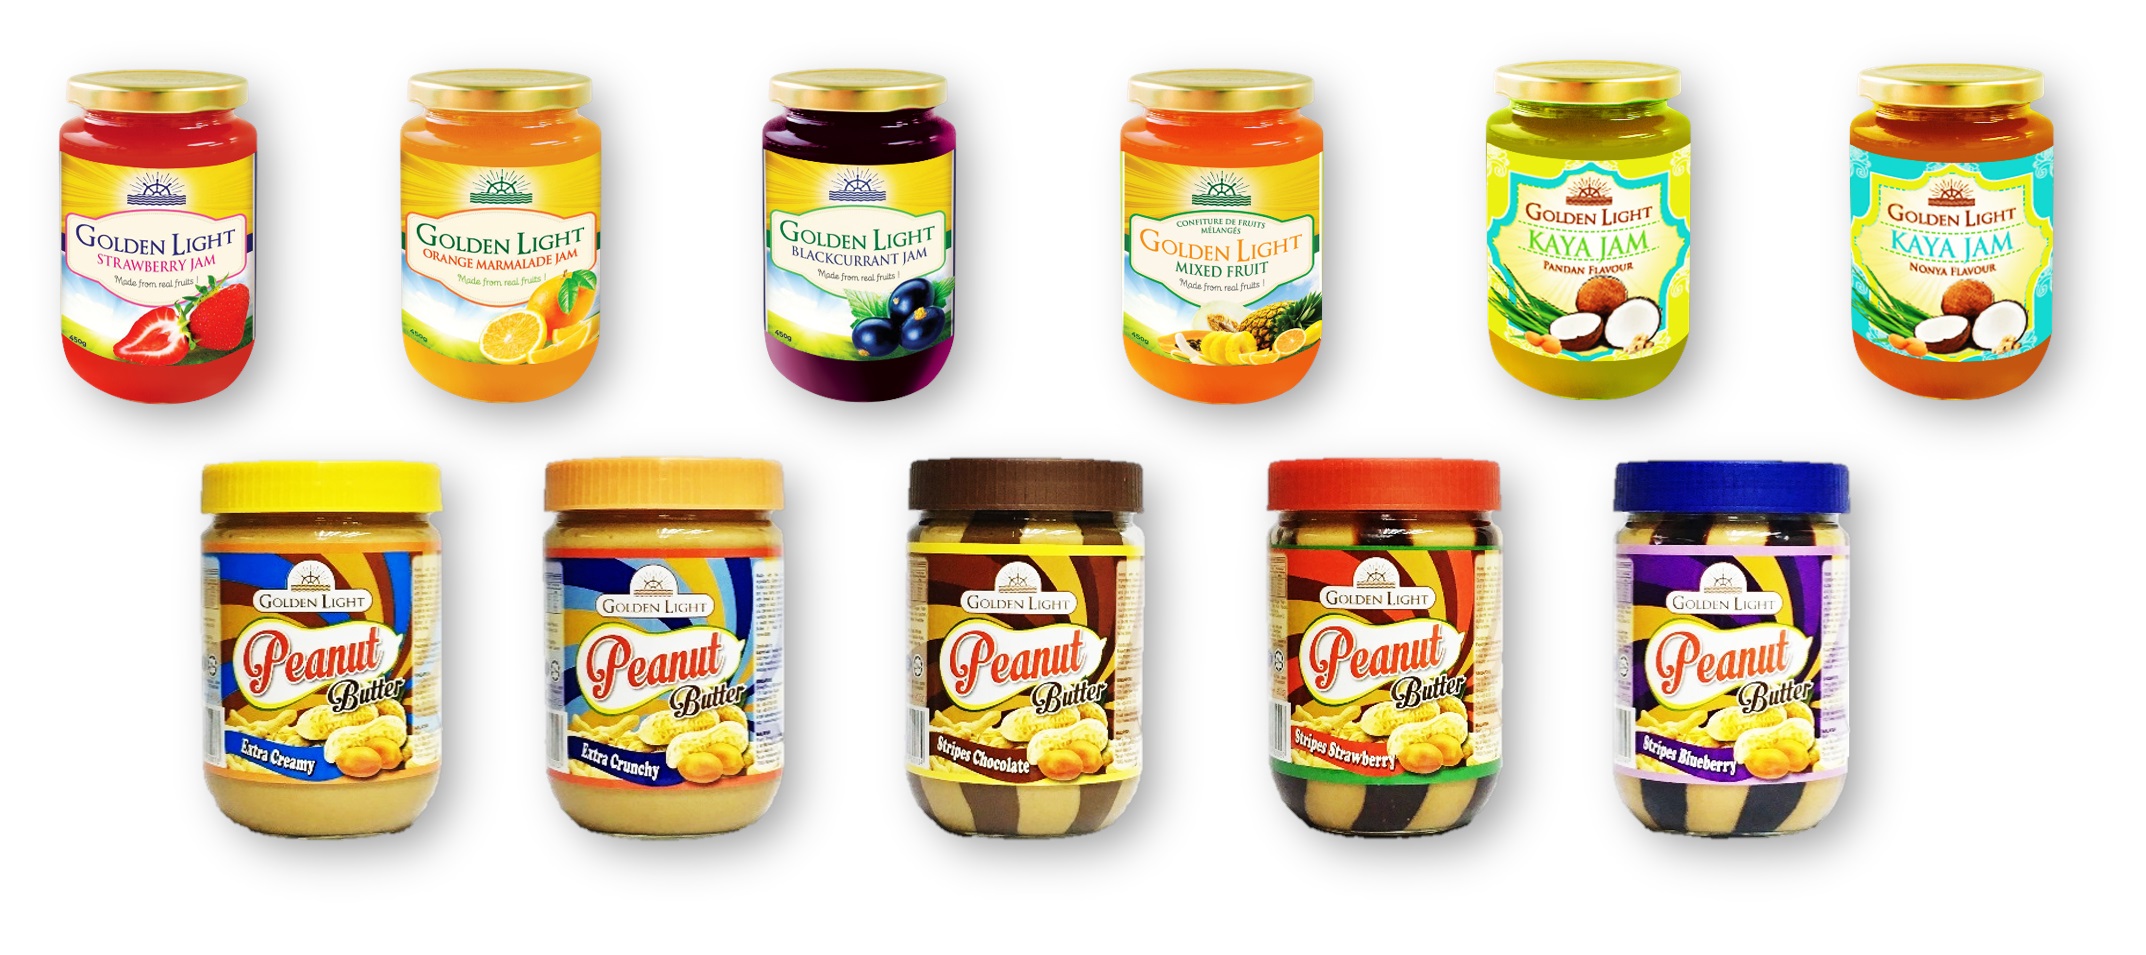 GOLDEN LIGHT
STRAWBERRY JAM
Made from real fruits !
450g
GOLDEN LIGHT
ORANGE MARMALADE JAM
Made from real fruits !
450g
GOLDEN LIGHT
BLACKCURRANT JAM
Made from real fruits !
450g
CONFITURE DE FRUITS
MÉLANGÉS
GOLDEN LIGHT
MIXED FRUIT
Made from real fruits !
450g
GOLDEN LIGHT
KAYA JAM
PANDAN FLAVOUR
GOLDEN LIGHT
KAYA JAM
NONYA FLAVOUR
GOLDEN LIGHT
Peanut
Butter
Extra Creamy
GOLDEN LIGHT
Peanut
Butter
Extra Crunchy
GOLDEN LIGHT
Peanut
Butter
Stripes Chocolate
GOLDEN LIGHT
Peanut
Butter
Stripes Strawberry
GOLDEN LIGHT
Peanut
Butter
Stripes Blueberry